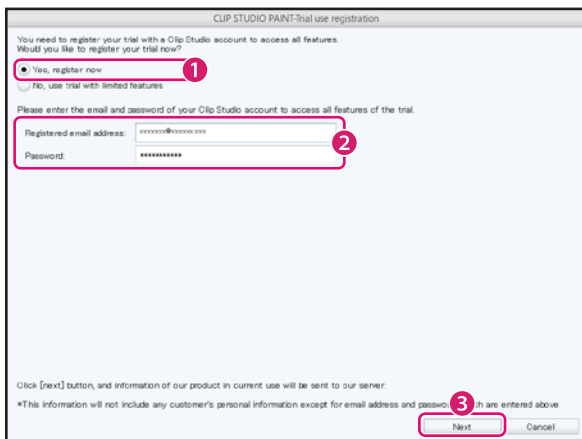 CLIP STUDIO PAINT-Trial use registration
You need to register your trial with a Clip Studio account to access all features.
Would you like to register your trial now?
Yes, register now
1
No, use trial with limited features
Please enter the email and password of your Clip Studio account to access all features of the trial.
Registered email address:
2
Password: ***********
Click [next] button, and information of our product in current use will be sent to our server.
*This information will not include any customer's personal information except for email address and are entered above.
3
Next Cancel